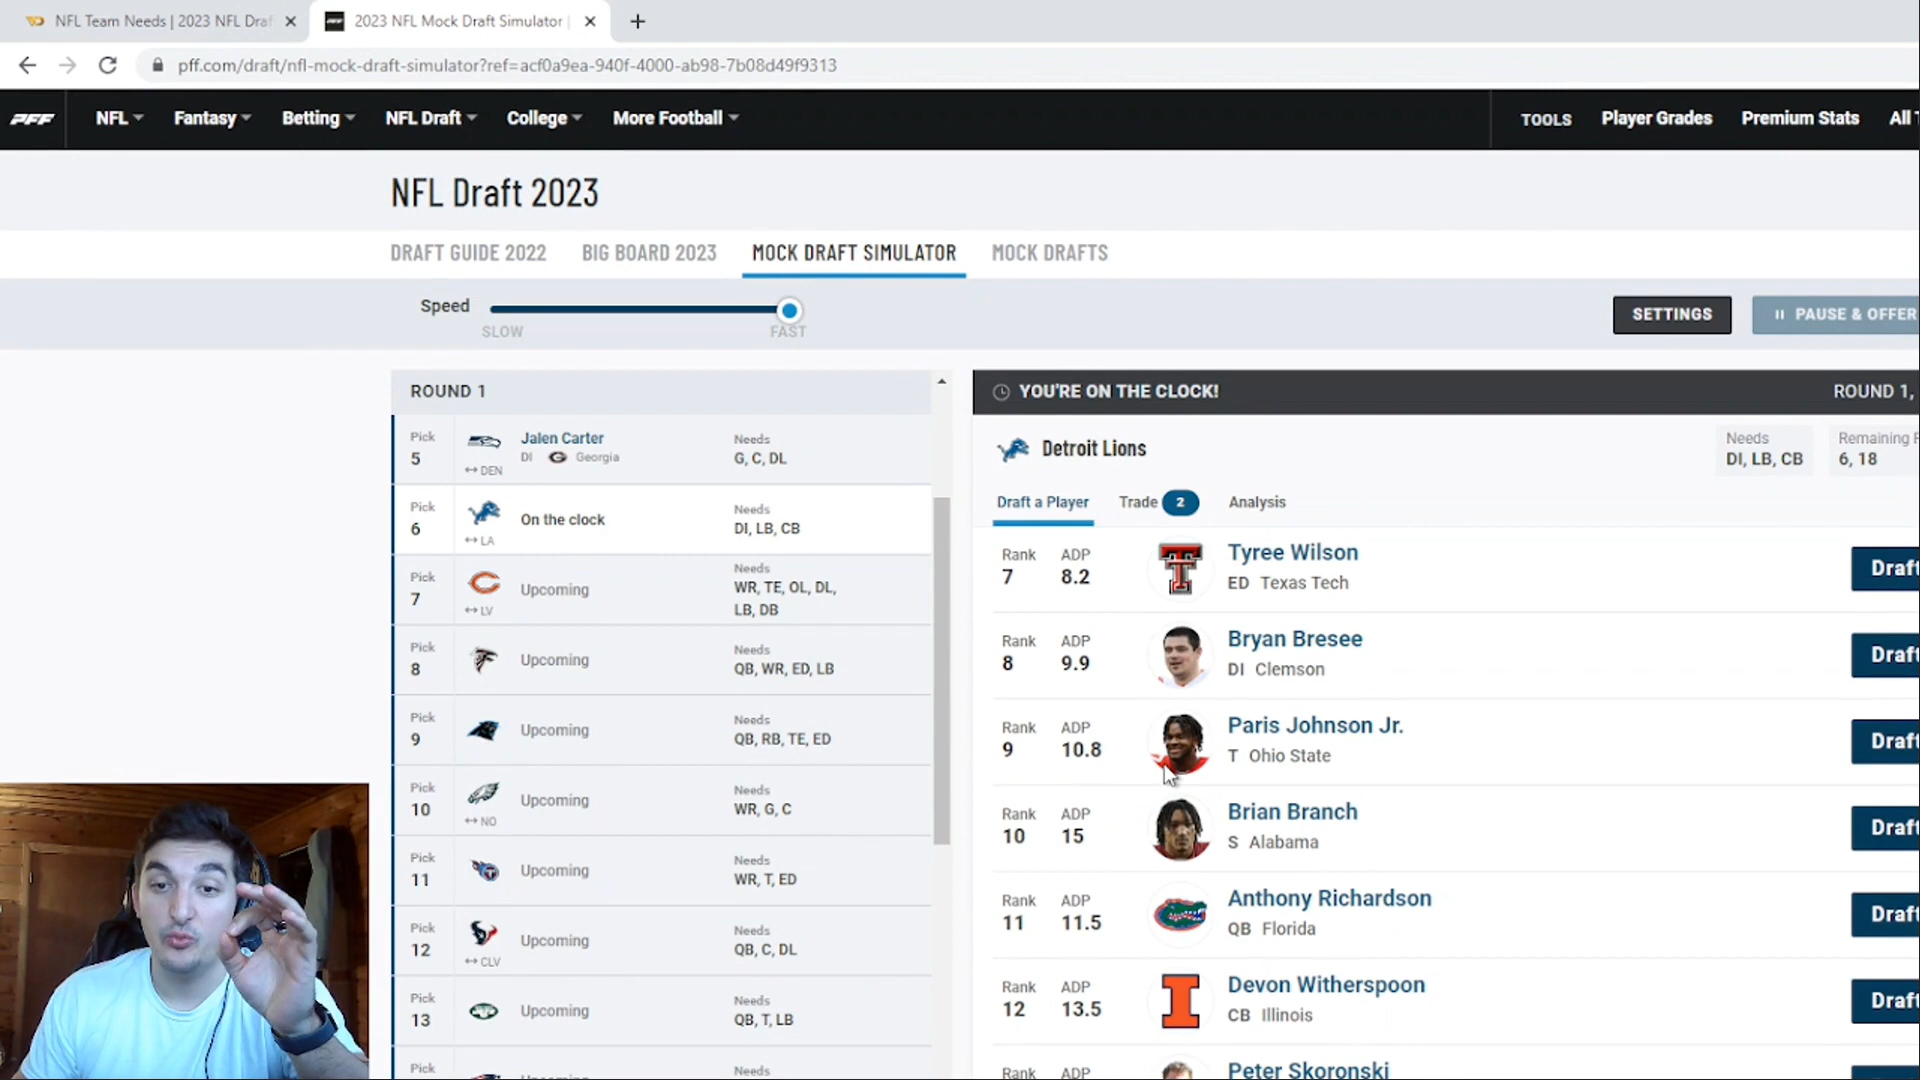 NFL Team Needs | 2023 NFL Draf
2023 NFL Mock Draft Simulator |
pff.com/draft/nfl-mock-draft-simulator?ref=acf0a9ea-940f-4000-ab98-7b08d49f9313
PFF NFL Fantasy Betting NFL Draft College More Football TOOLS Player Grades Premium Stats All T
NFL Draft 2023
DRAFT GUIDE 2022 BIG BOARD 2023 MOCK DRAFT SIMULATOR MOCK DRAFTS
Speed
SLOW FAST
SETTINGS PAUSE & OFFER
ROUND 1
Pick 5 DEN Jalen Carter DI Georgia Needs G, C, DL
Pick 6 LA On the clock Needs DI, LB, CB
Pick 7 LV Upcoming Needs WR, TE, OL, DL,
LB, DB
Pick 8 Upcoming Needs QB, WR, ED, LB
Pick 9 Upcoming Needs QB, RB, TE, ED
Pick 10 NO Upcoming Needs WR, G, C
Pick 11 Upcoming Needs WR, T, ED
Pick 12 CLV Upcoming Needs QB, C, DL
Pick 13 Upcoming Needs QB, T, LB
Pick Needs
YOU'RE ON THE CLOCK! ROUND 1,
Detroit Lions Needs DI, LB, CB Remaining P 6, 18
Draft a Player Trade 2 Analysis
Rank 7 ADP 8.2 Tyree Wilson ED Texas Tech Draft
Rank 8 ADP 9.9 Bryan Bresee DI Clemson Draft
Rank 9 ADP 10.8 Paris Johnson Jr. T Ohio State Draft
Rank 10 ADP 15 Brian Branch S Alabama Draft
Rank 11 ADP 11.5 Anthony Richardson QB Florida Draft
Rank 12 ADP 13.5 Devon Witherspoon CB Illinois Draft
Rank ADP Peter Skoronski